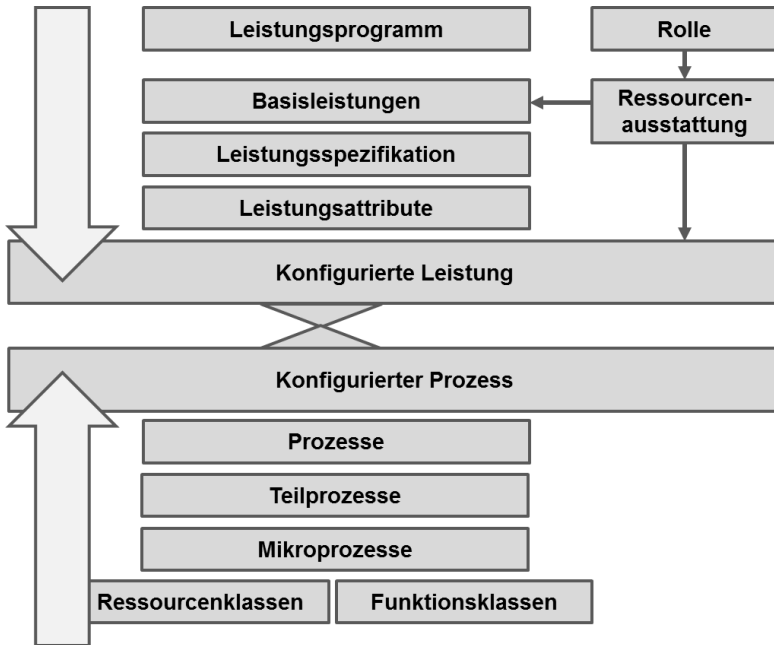 Leistungsprogramm
Rolle
Basisleistungen
Ressourcen-
ausstattung
Leistungsspezifikation
Leistungsattribute
Konfigurierte Leistung
Konfigurierter Prozess
Prozesse
Teilprozesse
Mikroprozesse
Ressourcenklassen
Funktionsklassen